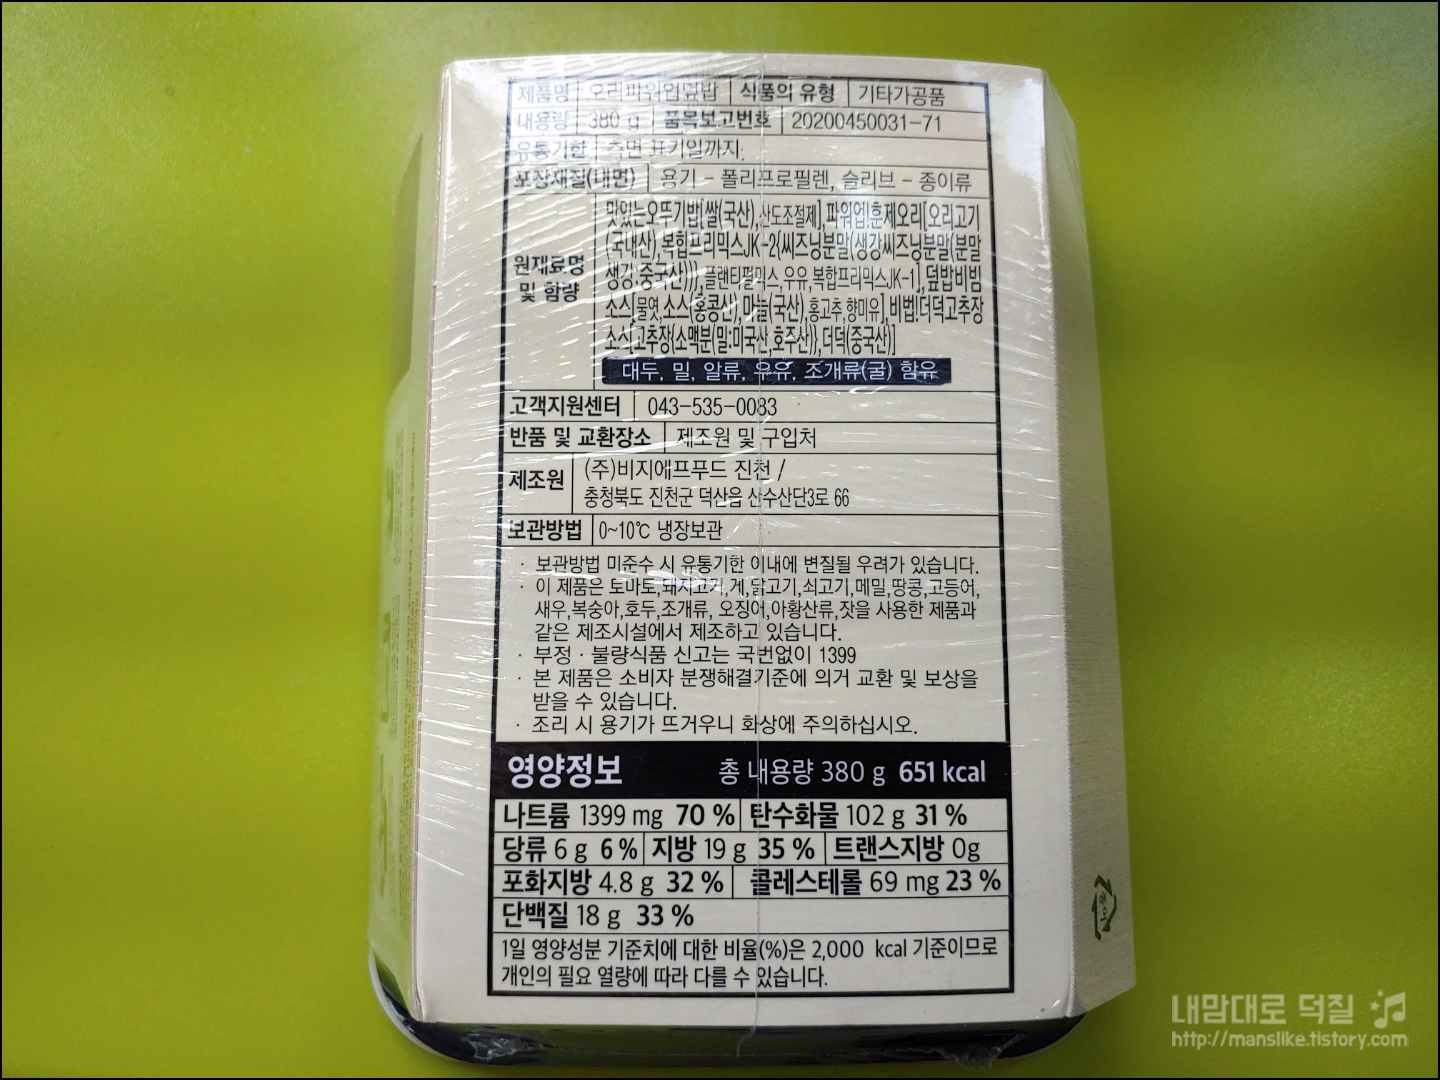 제품명 오리파워업덮밥 식품의 유형 기타가공품
내용량 380 g 품목보고번호 20200450031-71
유통기한 측면 표기일까지
포장재질(내면) 용기 - 폴리프로필렌, 슬리브 - 종이류
원재료명 및 함량
맛있는오뚜기밥[쌀(국산),산도조절제],파워업!훈제오리[오리고기
(국내산),복합프리믹스JK-2{씨즈닝분말(생강씨즈닝분말(분말
생강:중국산))},플랜티펄믹스,우유,복합프리믹스JK-1],덮밥비빔
소스[물엿,소스(홍콩산),마늘(국산),홍고추,향미유],비법!더덕고추장
소스[고추장{소맥분(밀:미국산,호주산)},더덕(중국산)]
대두, 밀, 알류, 우유, 조개류(굴) 함유
고객지원센터 043-535-0083
반품 및 교환장소 제조원 및 구입처
제조원 (주)비지에프푸드 진천 /
충청북도 진천군 덕산읍 산수산단3로 66
보관방법 0~10℃ 냉장보관
· 보관방법 미준수 시 유통기한 이내에 변질될 우려가 있습니다.
· 이 제품은 토마토,돼지고기,게,닭고기,쇠고기,메밀,땅콩,고등어,
새우,복숭아,호두,조개류, 오징어,아황산류,잣을 사용한 제품과
같은 제조시설에서 제조하고 있습니다.
· 부정 · 불량식품 신고는 국번없이 1399
· 본 제품은 소비자 분쟁해결기준에 의거 교환 및 보상을
받을 수 있습니다.
· 조리 시 용기가 뜨거우니 화상에 주의하십시오.
영양정보 총 내용량 380 g 651 kcal
나트륨 1399 mg 70 % 탄수화물 102 g 31 %
당류 6 g 6 % 지방 19 g 35 % 트랜스지방 0g
포화지방 4.8 g 32 % 콜레스테롤 69 mg 23 %
단백질 18 g 33 %
1일 영양성분 기준치에 대한 비율(%)은 2,000 kcal 기준이므로
개인의 필요 열량에 따라 다를 수 있습니다.
종이
내맘대로 덕질
http://manslike.tistory.com